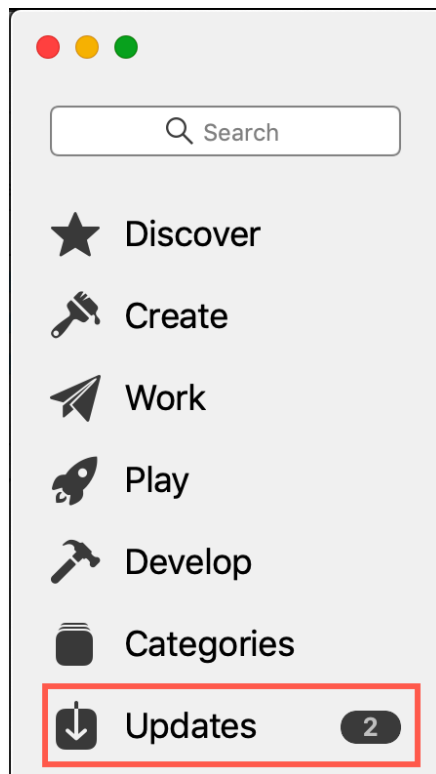 Search
Discover
Create
Work
Play
Develop
Categories
Updates 2